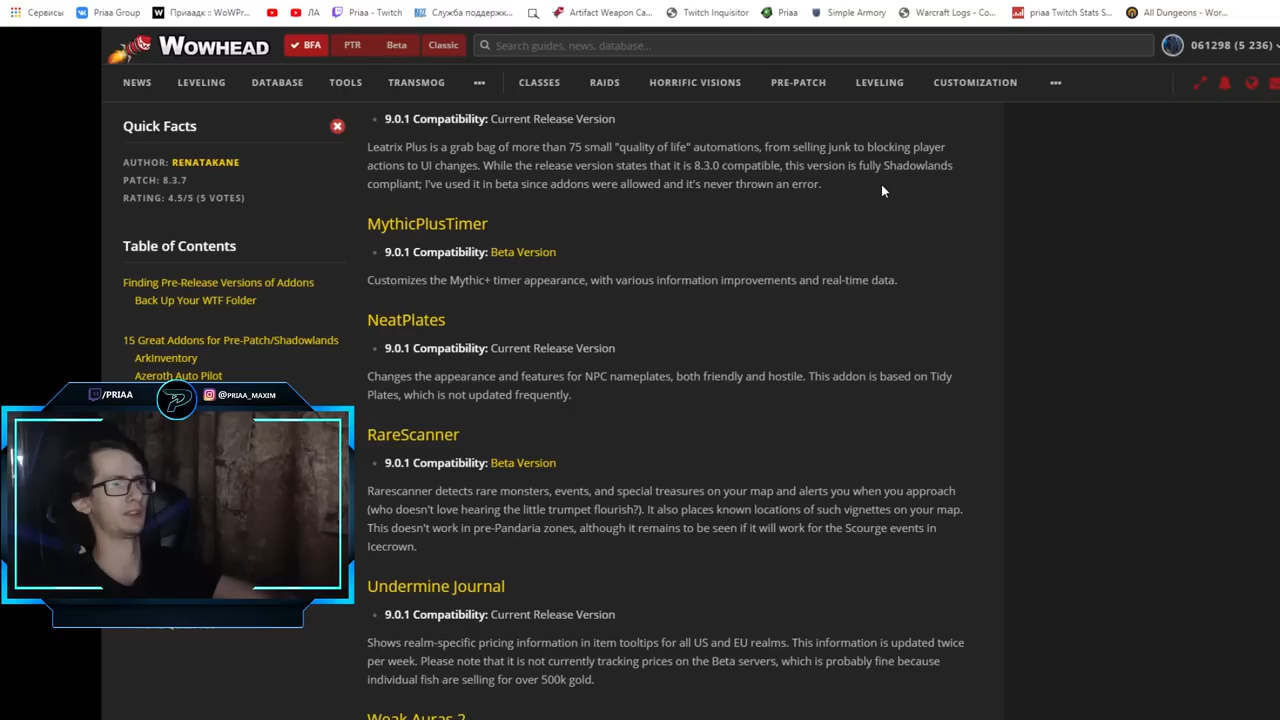 Сервисы
Priaa Group
Приаадк :: WoWPr...
ЛА
Priaa - Twitch
Служба поддержк...
Artifact Weapon Ca...
Twitch Inquisitor
Priaa
Simple Armory
Warcraft Logs - Co...
priaa Twitch Stats S...
All Dungeons - Wor...
WOWHEAD
BFA
PTR
Beta
Classic
Search guides, news, database...
061298 (5 236)
NEWS
LEVELING
DATABASE
TOOLS
TRANSMOG
•••
CLASSES
RAIDS
HORRIFIC VISIONS
PRE-PATCH
LEVELING
CUSTOMIZATION
•••
Quick Facts
AUTHOR: RENATAKANE
PATCH: 8.3.7
RATING: 4.5/5 (5 VOTES)
Table of Contents
Finding Pre-Release Versions of Addons
Back Up Your WTF Folder
15 Great Addons for Pre-Patch/Shadowlands
ArkInventory
Azeroth Auto Pilot
/PRIAA
@PRIAA_MAXIM
9.0.1 Compatibility: Current Release Version
Leatrix Plus is a grab bag of more than 75 small "quality of life" automations, from selling junk to blocking player
actions to UI changes. While the release version states that it is 8.3.0 compatible, this version is fully Shadowlands
compliant; I've used it in beta since addons were allowed and it's never thrown an error.
MythicPlusTimer
9.0.1 Compatibility: Beta Version
Customizes the Mythic+ timer appearance, with various information improvements and real-time data.
NeatPlates
9.0.1 Compatibility: Current Release Version
Changes the appearance and features for NPC nameplates, both friendly and hostile. This addon is based on Tidy
Plates, which is not updated frequently.
RareScanner
9.0.1 Compatibility: Beta Version
Rarescanner detects rare monsters, events, and special treasures on your map and alerts you when you approach
(who doesn't love hearing the little trumpet flourish?). It also places known locations of such vignettes on your map.
This doesn't work in pre-Pandaria zones, although it remains to be seen if it will work for the Scourge events in
Icecrown.
Undermine Journal
9.0.1 Compatibility: Current Release Version
Shows realm-specific pricing information in item tooltips for all US and EU realms. This information is updated twice
per week. Please note that it is not currently tracking prices on the Beta servers, which is probably fine because
individual fish are selling for over 500k gold.
Weak Auras 2